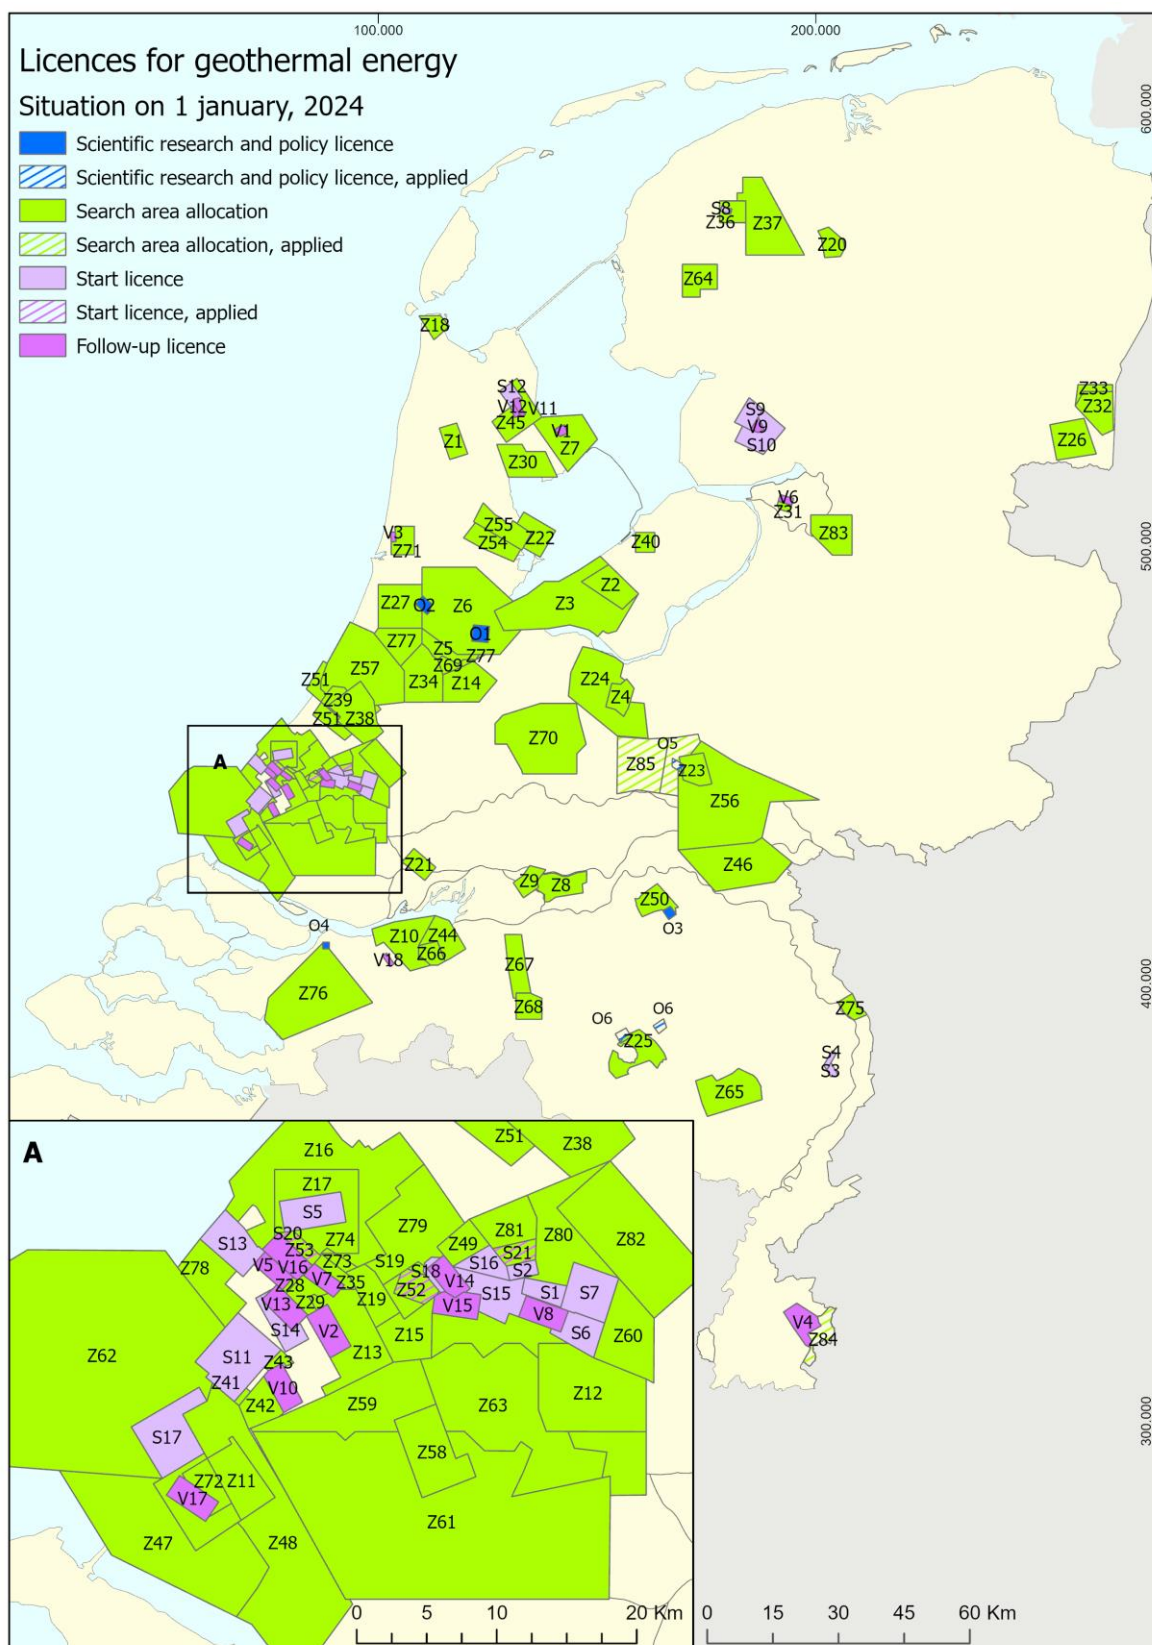 100.000
200.000
Licences for geothermal energy
Situation on 1 january, 2024
Scientific research and policy licence
Scientific research and policy licence, applied
Search area allocation
Search area allocation, applied
Start licence
Start licence, applied
Follow-up licence
600.000
500.000
400.000
300.000
S8
Z36
Z37
Z20
Z64
Z18
S12
V12
V11
Z45
V1
Z7
Z1
Z30
S9
V9
S10
Z33
Z32
Z26
V6
Z31
Z83
Z55
Z54
Z22
Z40
V3
Z71
Z2
Z3
Z27
O2
Z6
O1
Z77
Z5
Z77
Z69
Z57
Z34
Z14
Z51
Z39
Z51
Z38
Z24
Z4
Z70
O5
Z85
Z23
Z56
Z46
A
Z21
Z9
Z8
Z50
O3
O4
Z10
Z44
Z66
V18
Z76
Z67
Z68
O6
O6
Z25
Z75
S4
S3
Z65
V4
Z84
A
Z51
Z38
Z16
Z17
S5
Z79
Z81
Z80
Z82
S13
S20
Z53
Z74
Z49
Z78
V5
V16
Z73
S19
S18
S16
S21
S2
Z28
V7
Z35
Z52
V14
S15
S1
S7
V13
Z29
Z19
V15
V8
S14
V2
Z15
S6
Z60
Z62
S11
Z43
Z13
Z41
V10
Z42
Z59
Z63
Z12
S17
Z58
Z72
Z11
V17
Z61
Z47
Z48
0 5 10 20 Km
0 15 30 45 60 Km